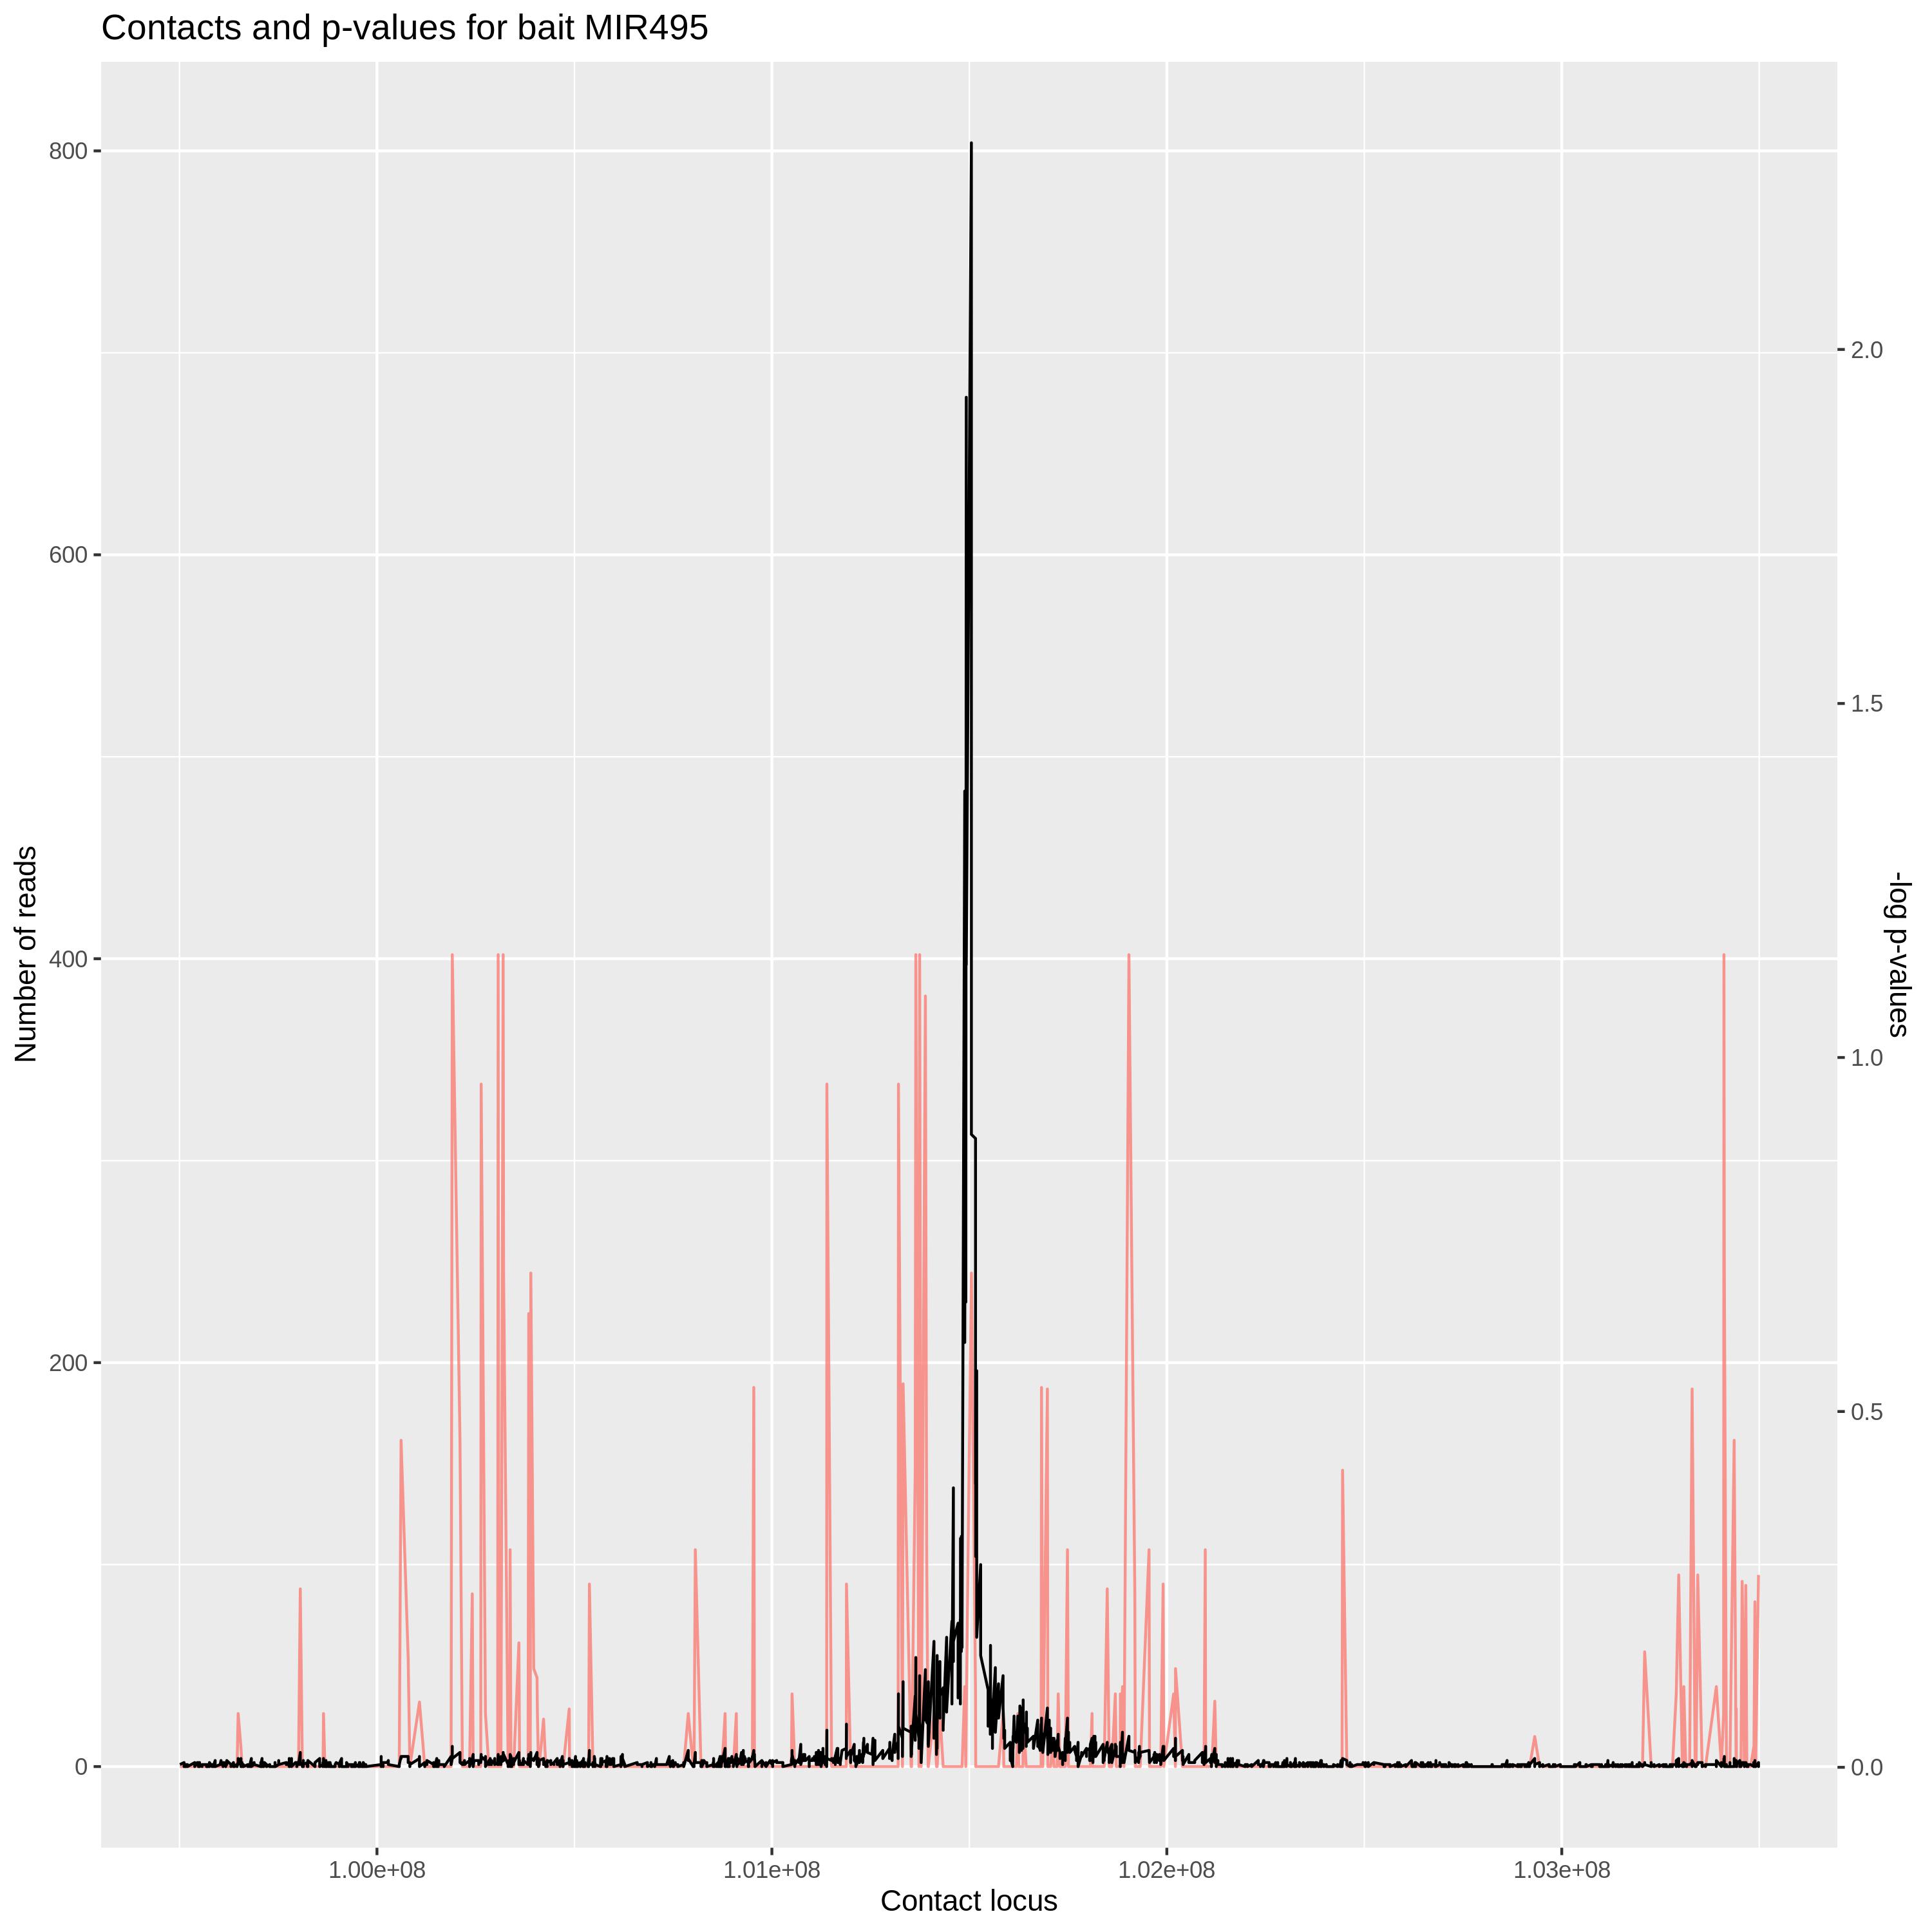 Contacts and p-values for bait MIR495
800
600
400
200
0
Number of reads
2.0
1.5
1.0
0.5
0.0
-log p-values
1.00e+08
1.01e+08
1.02e+08
1.03e+08
Contact locus